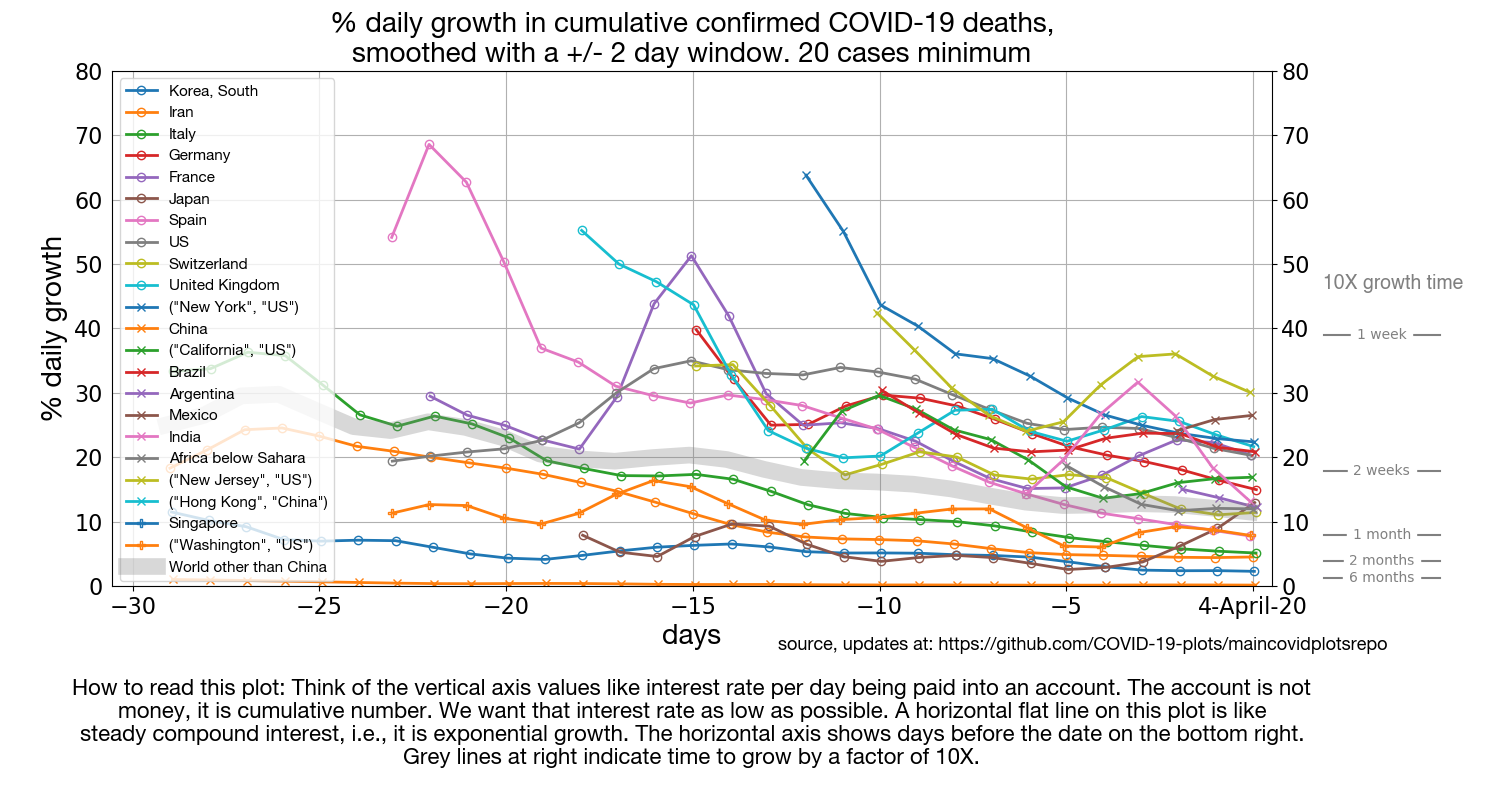 % daily growth in cumulative confirmed COVID-19 deaths,
smoothed with a +/- 2 day window. 20 cases minimum
% daily growth
80
70
60
50
40
30
20
10
0
Korea, South
Iran
Italy
Germany
France
Japan
Spain
US
Switzerland
United Kingdom
("New York", "US")
China
("California", "US")
Brazil
Argentina
Mexico
India
Africa below Sahara
("New Jersey", "US")
("Hong Kong", "China")
Singapore
("Washington", "US")
World other than China
80
70
60
50
40
30
20
10
0
10X growth time
1 week
2 weeks
1 month
2 months
6 months
−30
−25
−20
−15
−10
−5
4-April-20
days
source, updates at: https://github.com/COVID-19-plots/maincovidplotsrepo
How to read this plot: Think of the vertical axis values like interest rate per day being paid into an account. The account is not
money, it is cumulative number. We want that interest rate as low as possible. A horizontal flat line on this plot is like
steady compound interest, i.e., it is exponential growth. The horizontal axis shows days before the date on the bottom right.
Grey lines at right indicate time to grow by a factor of 10X.